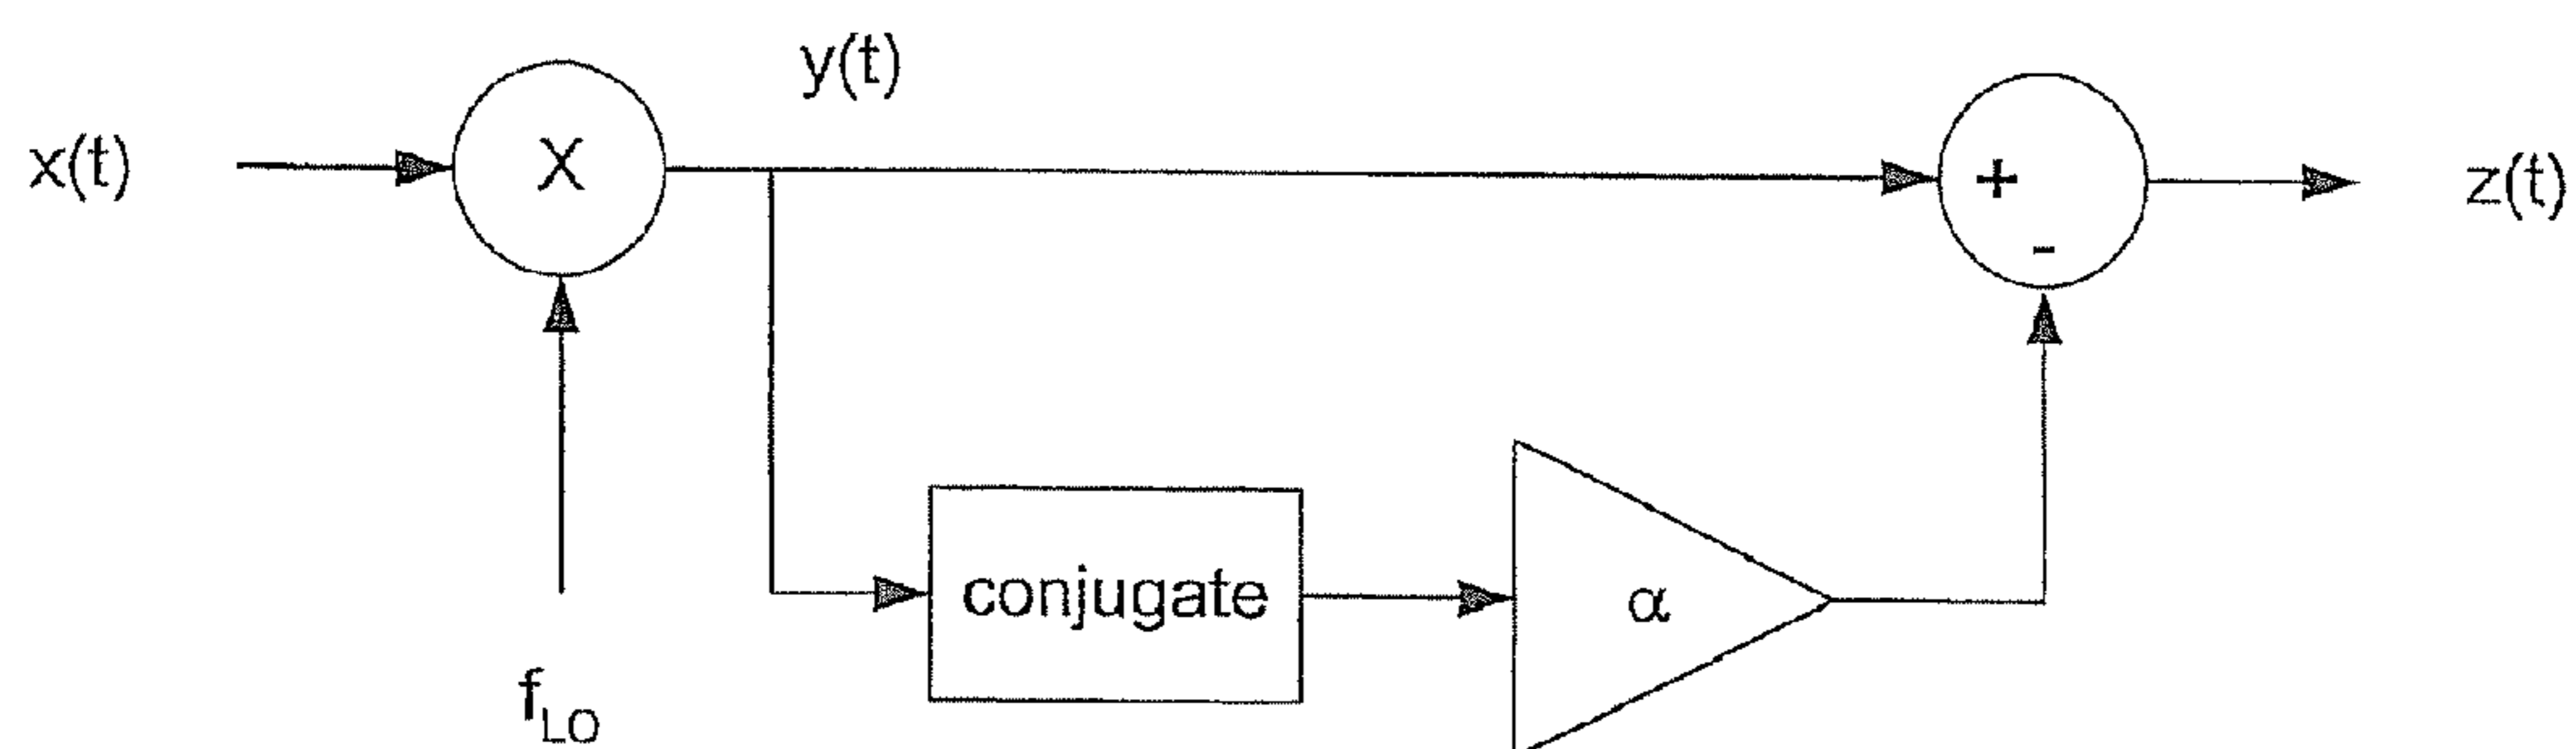 y(t)
x(t)
X
+
-
z(t)
conjugate
α
f_LO